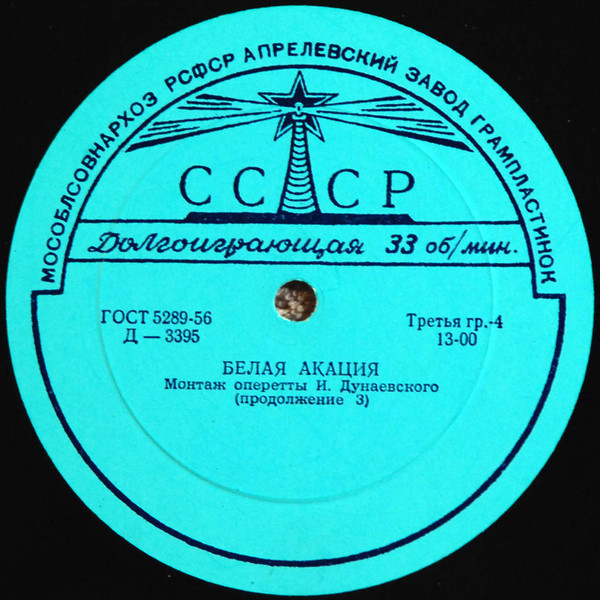 МОСОБЛСОВНАРХОЗ РСФСР АПРЕЛЕВСКИЙ ЗАВОД ГРАМПЛАСТИНОК
СССР
Долгоиграющая 33 об/мин.
ГОСТ 5289-56
Д — 3395
Третья гр.-4
13-00
БЕЛАЯ АКАЦИЯ
Монтаж оперетты И. Дунаевского
(продолжение 3)